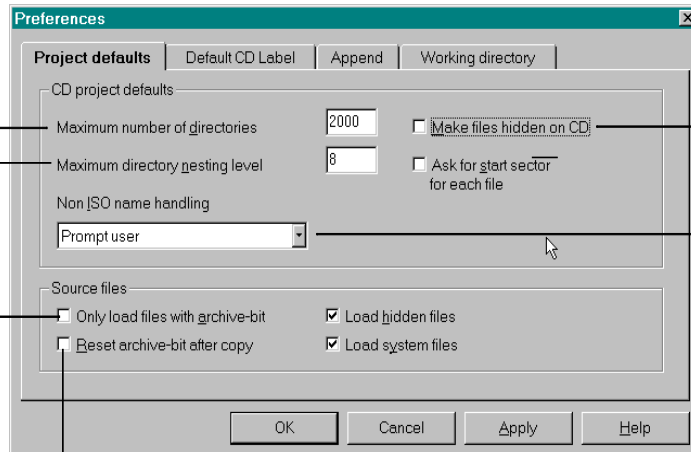 Preferences
Project defaults Default CD Label Append Working directory
CD project defaults
Maximum number of directories 2000 Make files hidden on CD
Maximum directory nesting level 8 Ask for start sector
for each file
Non ISO name handling
Prompt user
Source files
Only load files with archive-bit Load hidden files
Reset archive-bit after copy Load system files
OK Cancel Apply Help